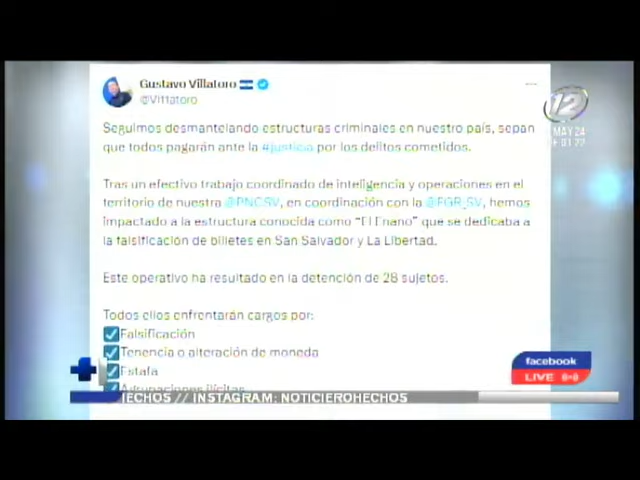 Gustavo Villatoro
@Vi11atoro
Seguimos desmantelando estructuras criminales en nuestro país, sepan
que todos pagarán ante la #justicia por los delitos cometidos.
Tras un efectivo trabajo coordinado de inteligencia y operaciones en el
territorio de nuestra @PNCSV, en coordinación con la @FGR_SV, hemos
impactado a la estructura conocida como "El Enano" que se dedicaba a
la falsificación de billetes en San Salvador y La Libertad.
Este operativo ha resultado en la detención de 28 sujetos.
Todos ellos enfrentarán cargos por:
Falsificación
Tenencia o alteración de moneda
Estafa
Agrupaciones ilícitas
12
MAY 24
facebook
LIVE
HECHOS // INSTAGRAM: NOTICIEROHECHOS